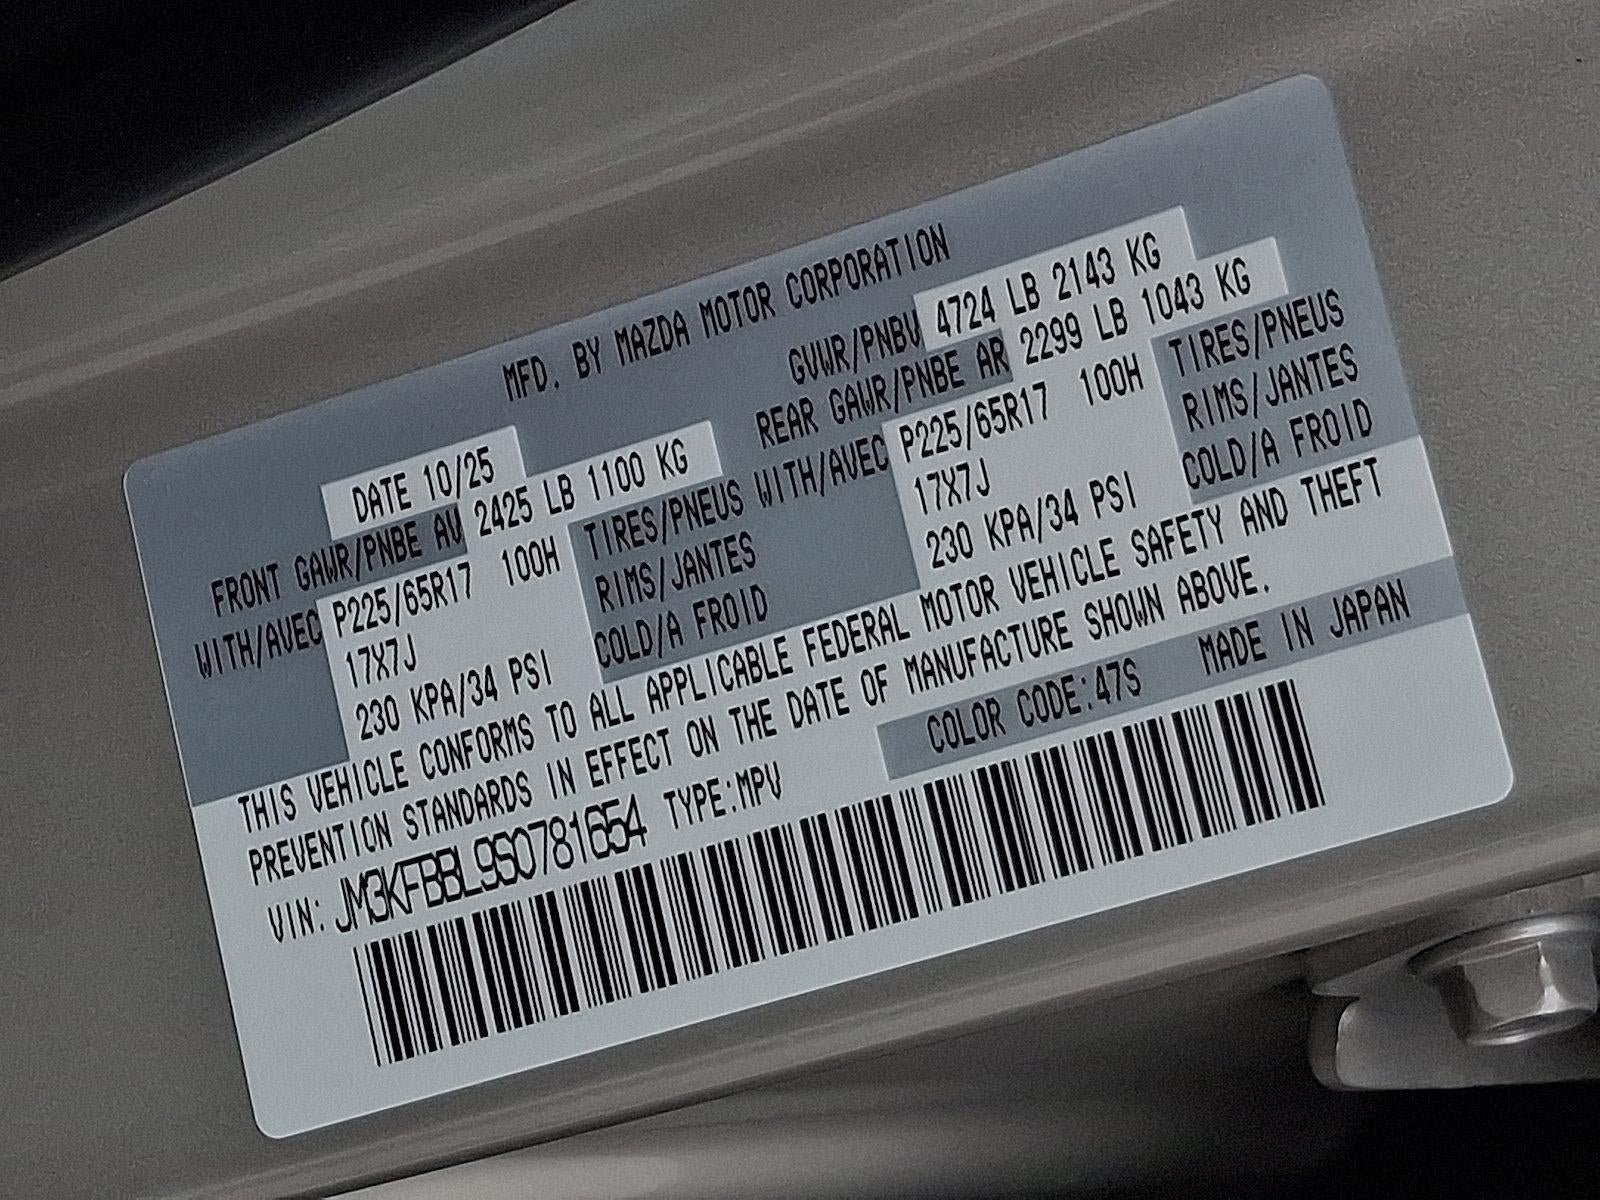 MFD. BY MAZDA MOTOR CORPORATION
DATE 10/25 GVWR/PNBV 4724 LB 2143 KG
FRONT GAWR/PNBE AV 2425 LB 1100 KG REAR GAWR/PNBE AR 2299 LB 1043 KG
WITH/AVEC P225/65R17 100H TIRES/PNEUS WITH/AVEC P225/65R17 100H TIRES/PNEUS
17X7J RIMS/JANTES 17X7J RIMS/JANTES
230 KPA/34 PSI COLD/A FROID 230 KPA/34 PSI COLD/A FROID
THIS VEHICLE CONFORMS TO ALL APPLICABLE FEDERAL MOTOR VEHICLE SAFETY AND THEFT
PREVENTION STANDARDS IN EFFECT ON THE DATE OF MANUFACTURE SHOWN ABOVE.
VIN: JM3KFBBL9S0781654 TYPE:MPV COLOR CODE:47S MADE IN JAPAN